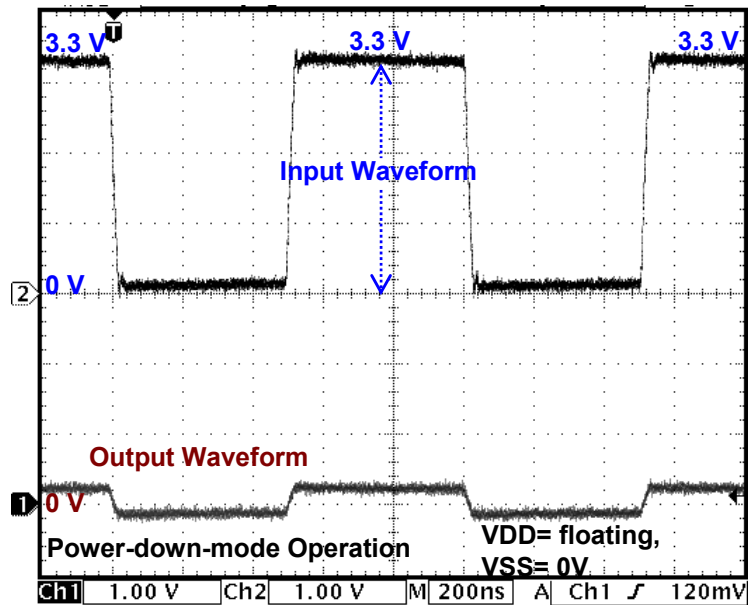 T
3.3 V 3.3 V 3.3 V
Input Waveform
0 V
2
Output Waveform
1 0 V
Power-down-mode Operation
VDD= floating,
VSS= 0V
Ch1 1.00 V Ch2 1.00 V M 200ns A Ch1 120mV